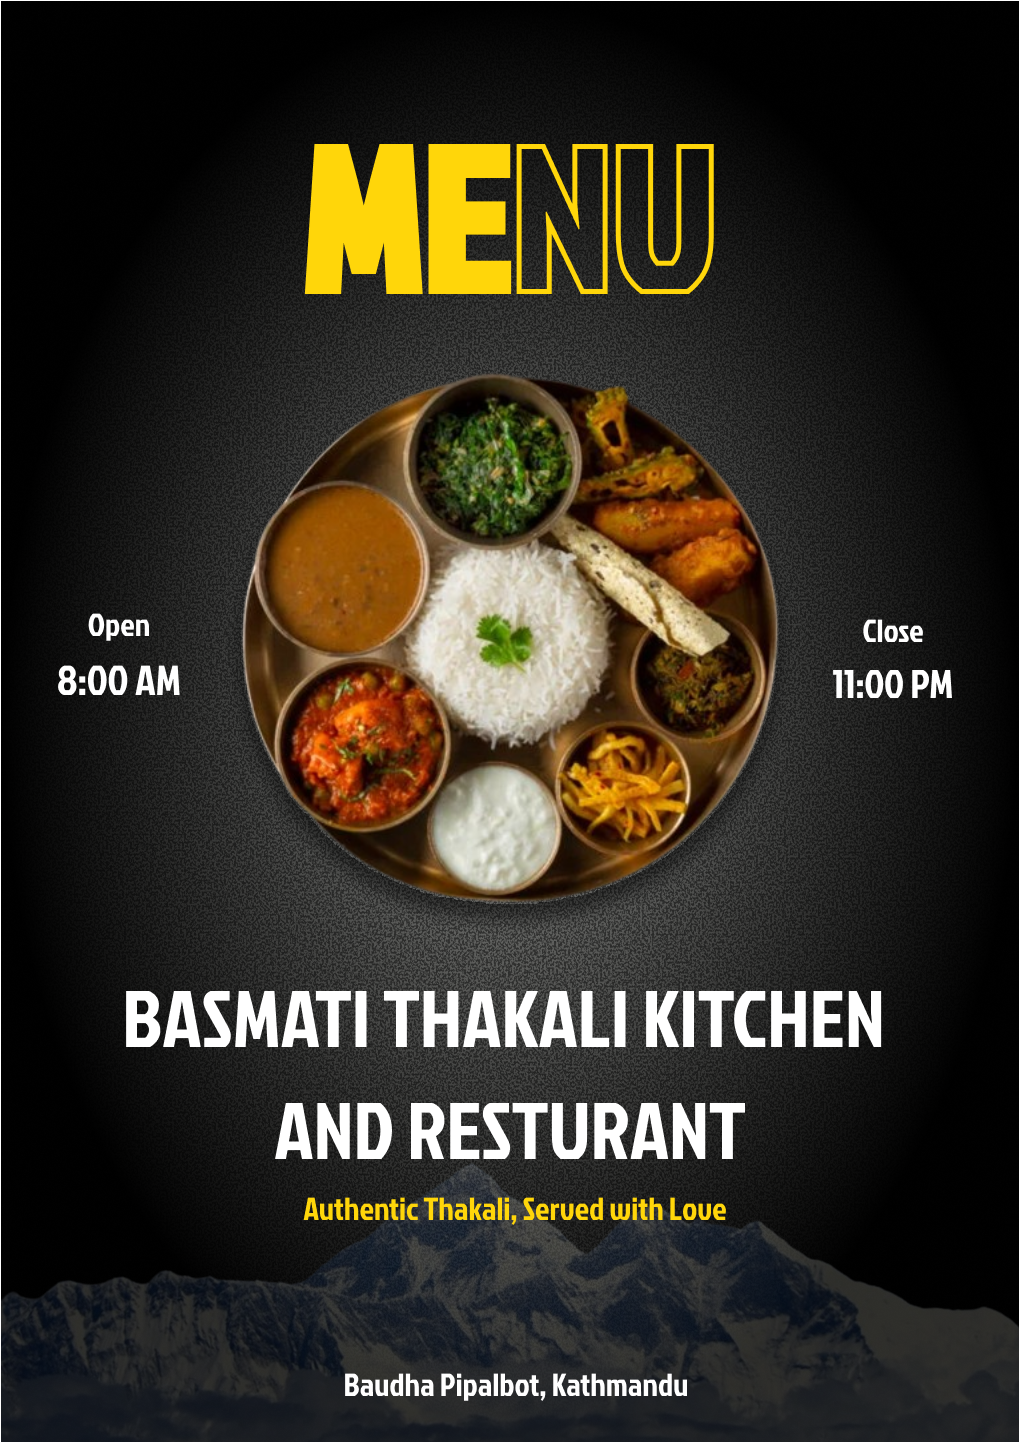 MENU
Open
8:00 AM
Close
11:00 PM
BASMATI THAKALI KITCHEN
AND RESTURANT
Authentic Thakali, Served with Love
Baudha Pipalbot, Kathmandu